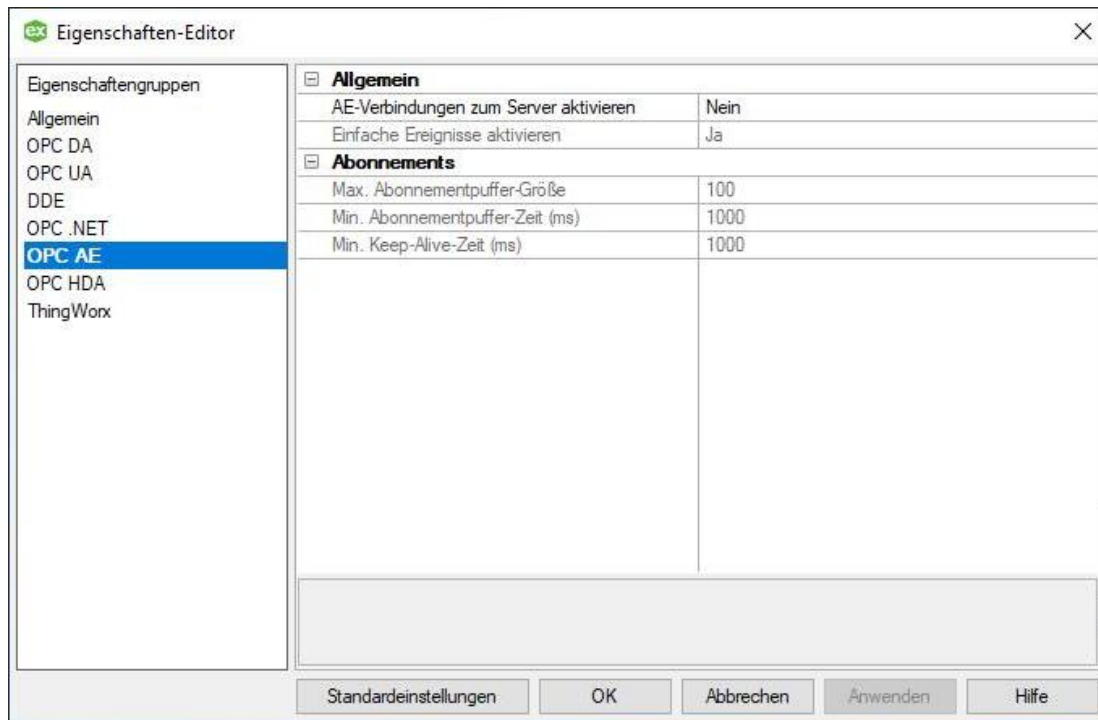 ex Eigenschaften-Editor
Eigenschaftengruppen
Allgemein
OPC DA
OPC UA
DDE
OPC .NET
OPC AE
OPC HDA
ThingWorx
Allgemein
AE-Verbindungen zum Server aktivieren Nein
Einfache Ereignisse aktivieren Ja
Abonnements
Max. Abonnementpuffer-Größe 100
Min. Abonnementpuffer-Zeit (ms) 1000
Min. Keep-Alive-Zeit (ms) 1000
Standardeinstellungen OK Abbrechen Anwenden Hilfe